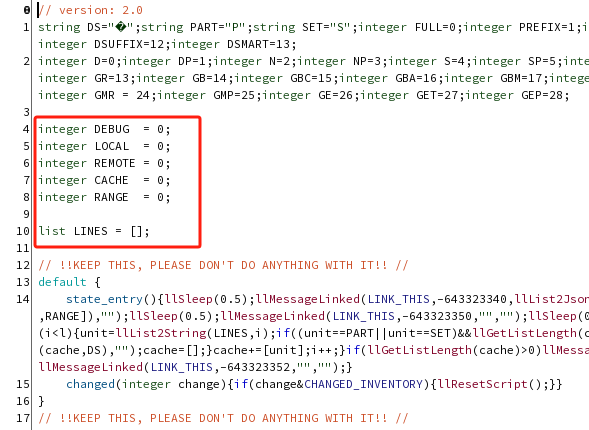 0 // version: 2.0
1 string DS="�";string PART="P";string SET="S";integer FULL=0;integer PREFIX=1;i
integer DSUFFIX=12;integer DSMART=13;
2 integer D=0;integer DP=1;integer N=2;integer NP=3;integer S=4;integer SP=5;inte
integer GR=13;integer GB=14;integer GBC=15;integer GBA=16;integer GBM=17;intege
integer GMR = 24;integer GMP=25;integer GE=26;integer GET=27;integer GEP=28;
3
4 integer DEBUG  = 0;
5 integer LOCAL  = 0;
6 integer REMOTE = 0;
7 integer CACHE  = 0;
8 integer RANGE  = 0;
9
10 list LINES = [];
11
12 // !!KEEP THIS, PLEASE DON'T DO ANYTHING WITH IT!! //
13 default {
14     state_entry(){llSleep(0.5);llMessageLinked(LINK_THIS,-643323340,llList2Json
,RANGE]),"");llSleep(0.5);llMessageLinked(LINK_THIS,-643323350,"","");llSleep(0
(i<l){unit=llList2String(LINES,i);if((unit==PART||unit==SET)&&llGetListLength(c
(cache,DS),"");cache=[];}cache+=[unit];i++;}if(llGetListLength(cache)>0)llMessa
llMessageLinked(LINK_THIS,-643323352,"","");}
15     changed(integer change){if(change&CHANGED_INVENTORY){llResetScript();}}
16 }
17 // !!KEEP THIS, PLEASE DON'T DO ANYTHING WITH IT!! //